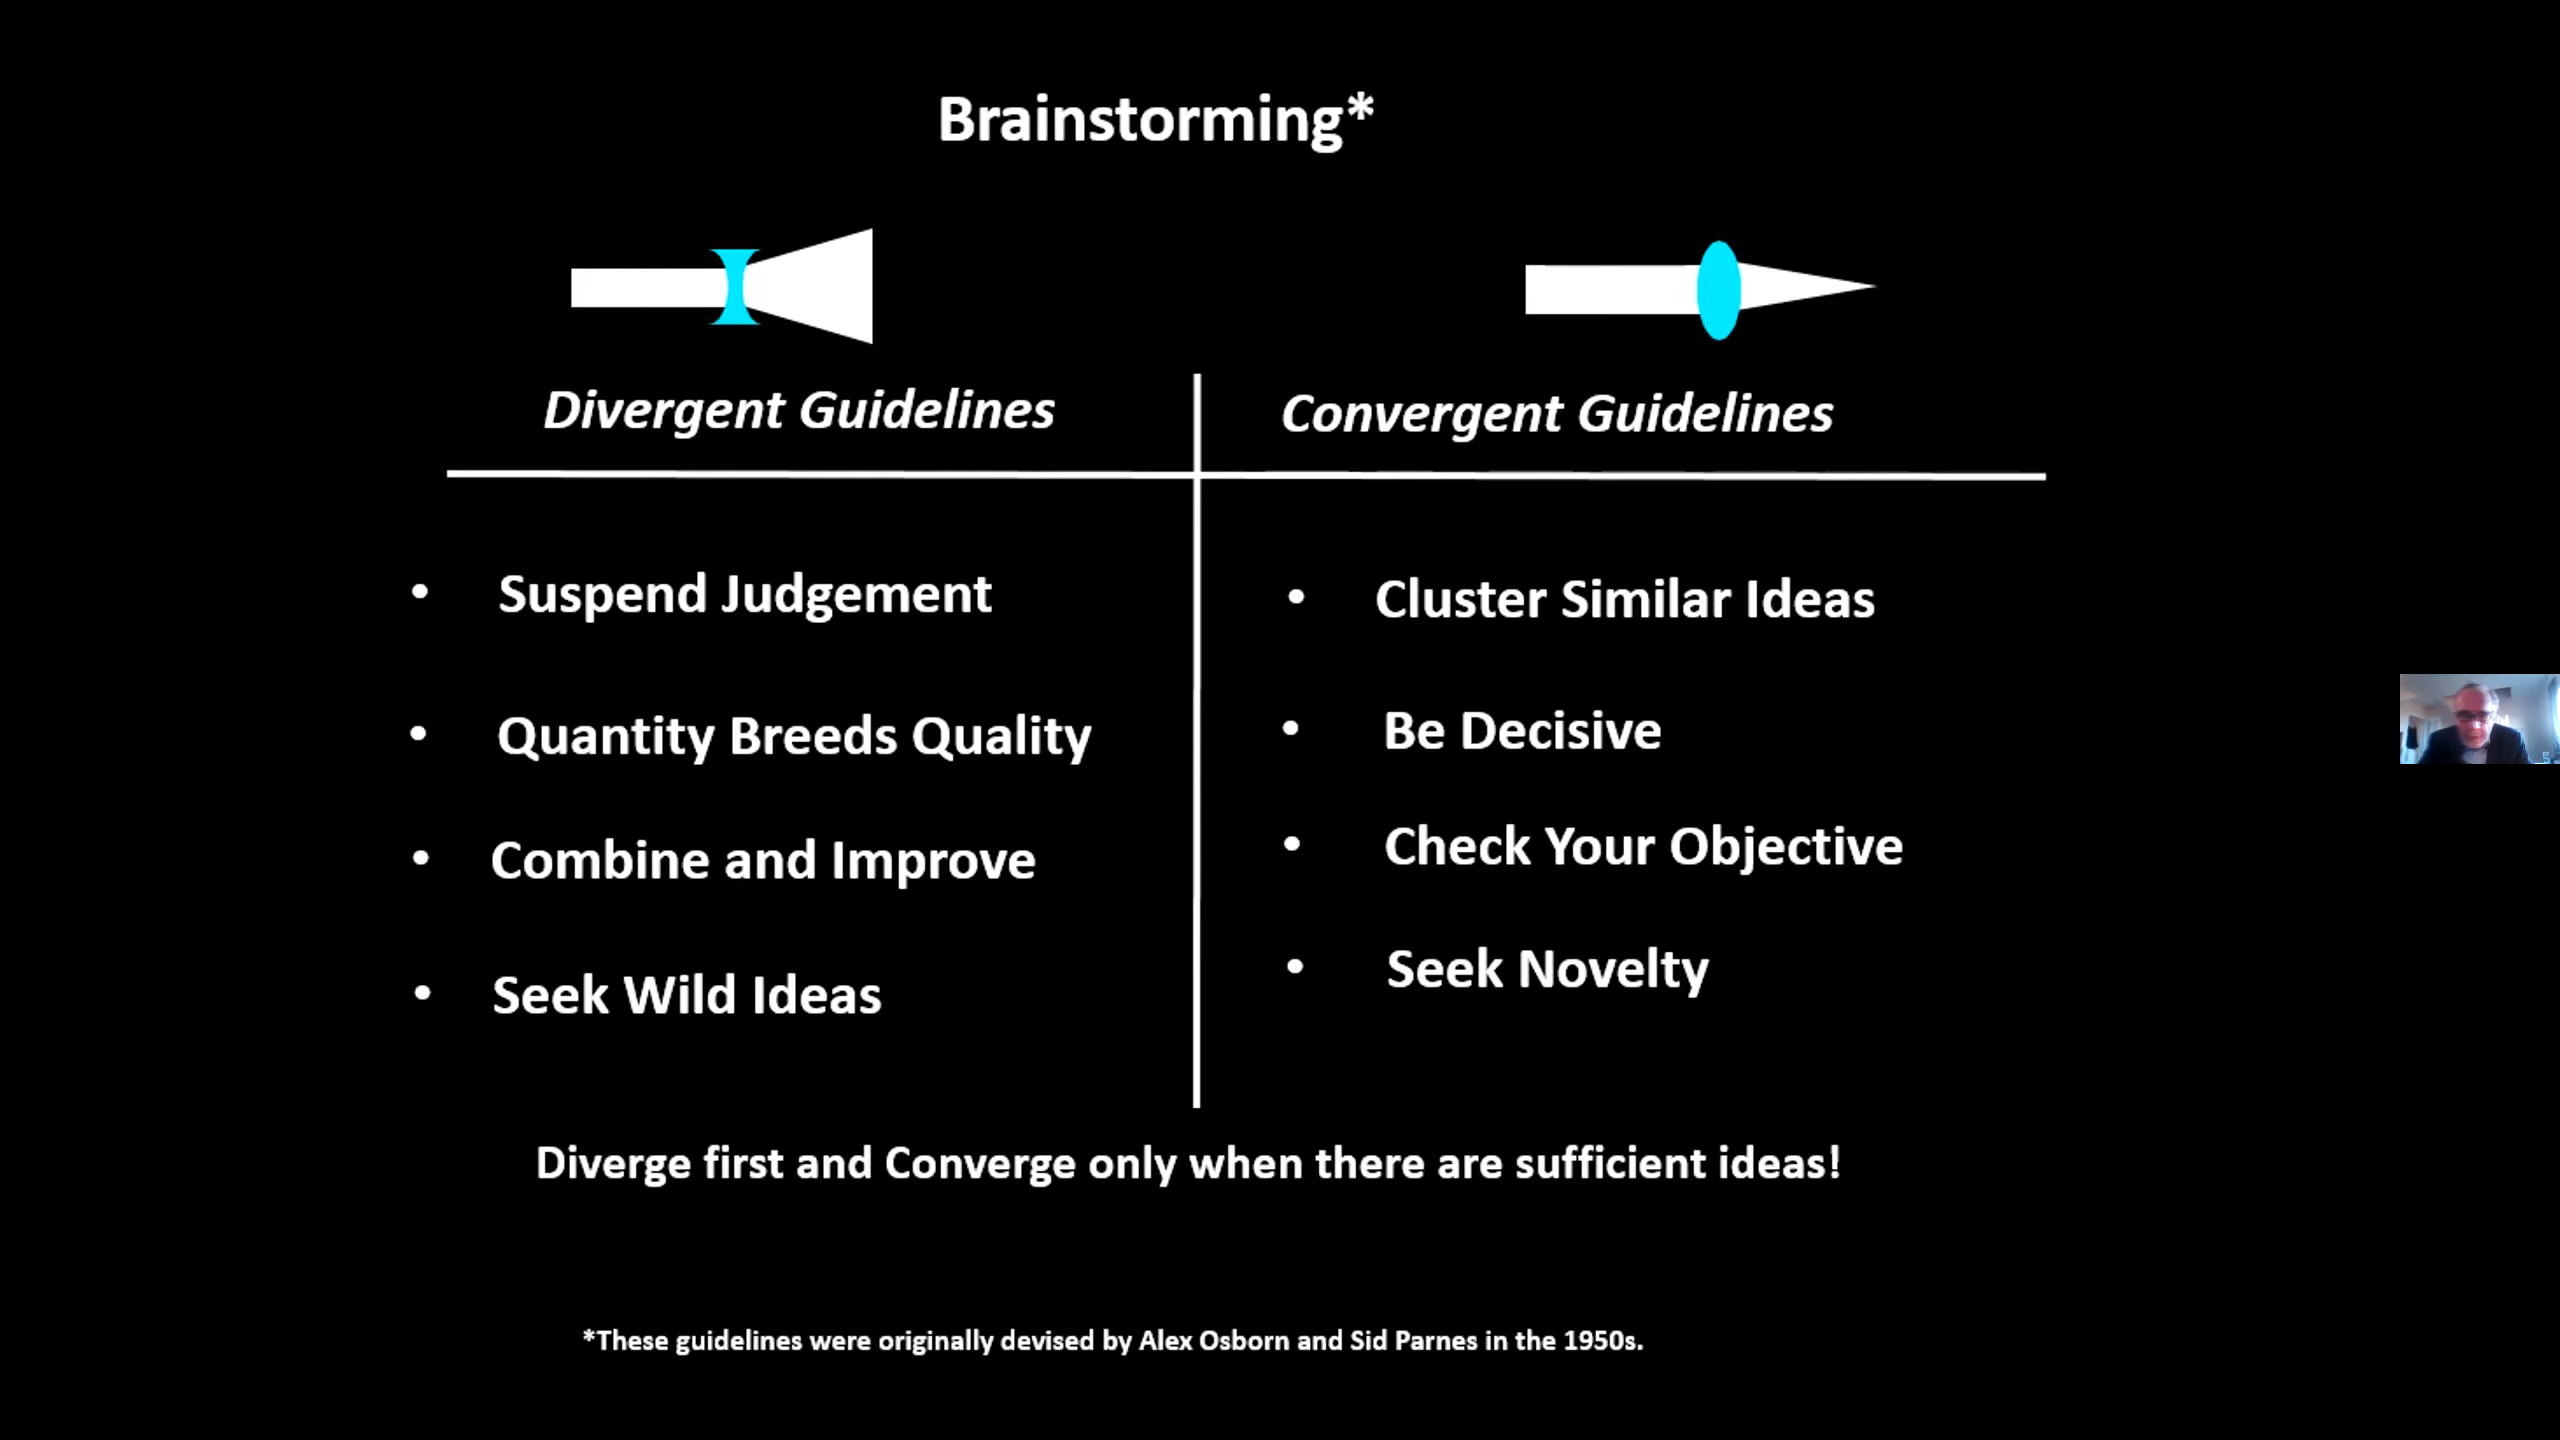 Brainstorming*
Divergent Guidelines
Convergent Guidelines
• Suspend Judgement
• Quantity Breeds Quality
• Combine and Improve
• Seek Wild Ideas
• Cluster Similar Ideas
• Be Decisive
• Check Your Objective
• Seek Novelty
Diverge first and Converge only when there are sufficient ideas!
*These guidelines were originally devised by Alex Osborn and Sid Parnes in the 1950s.